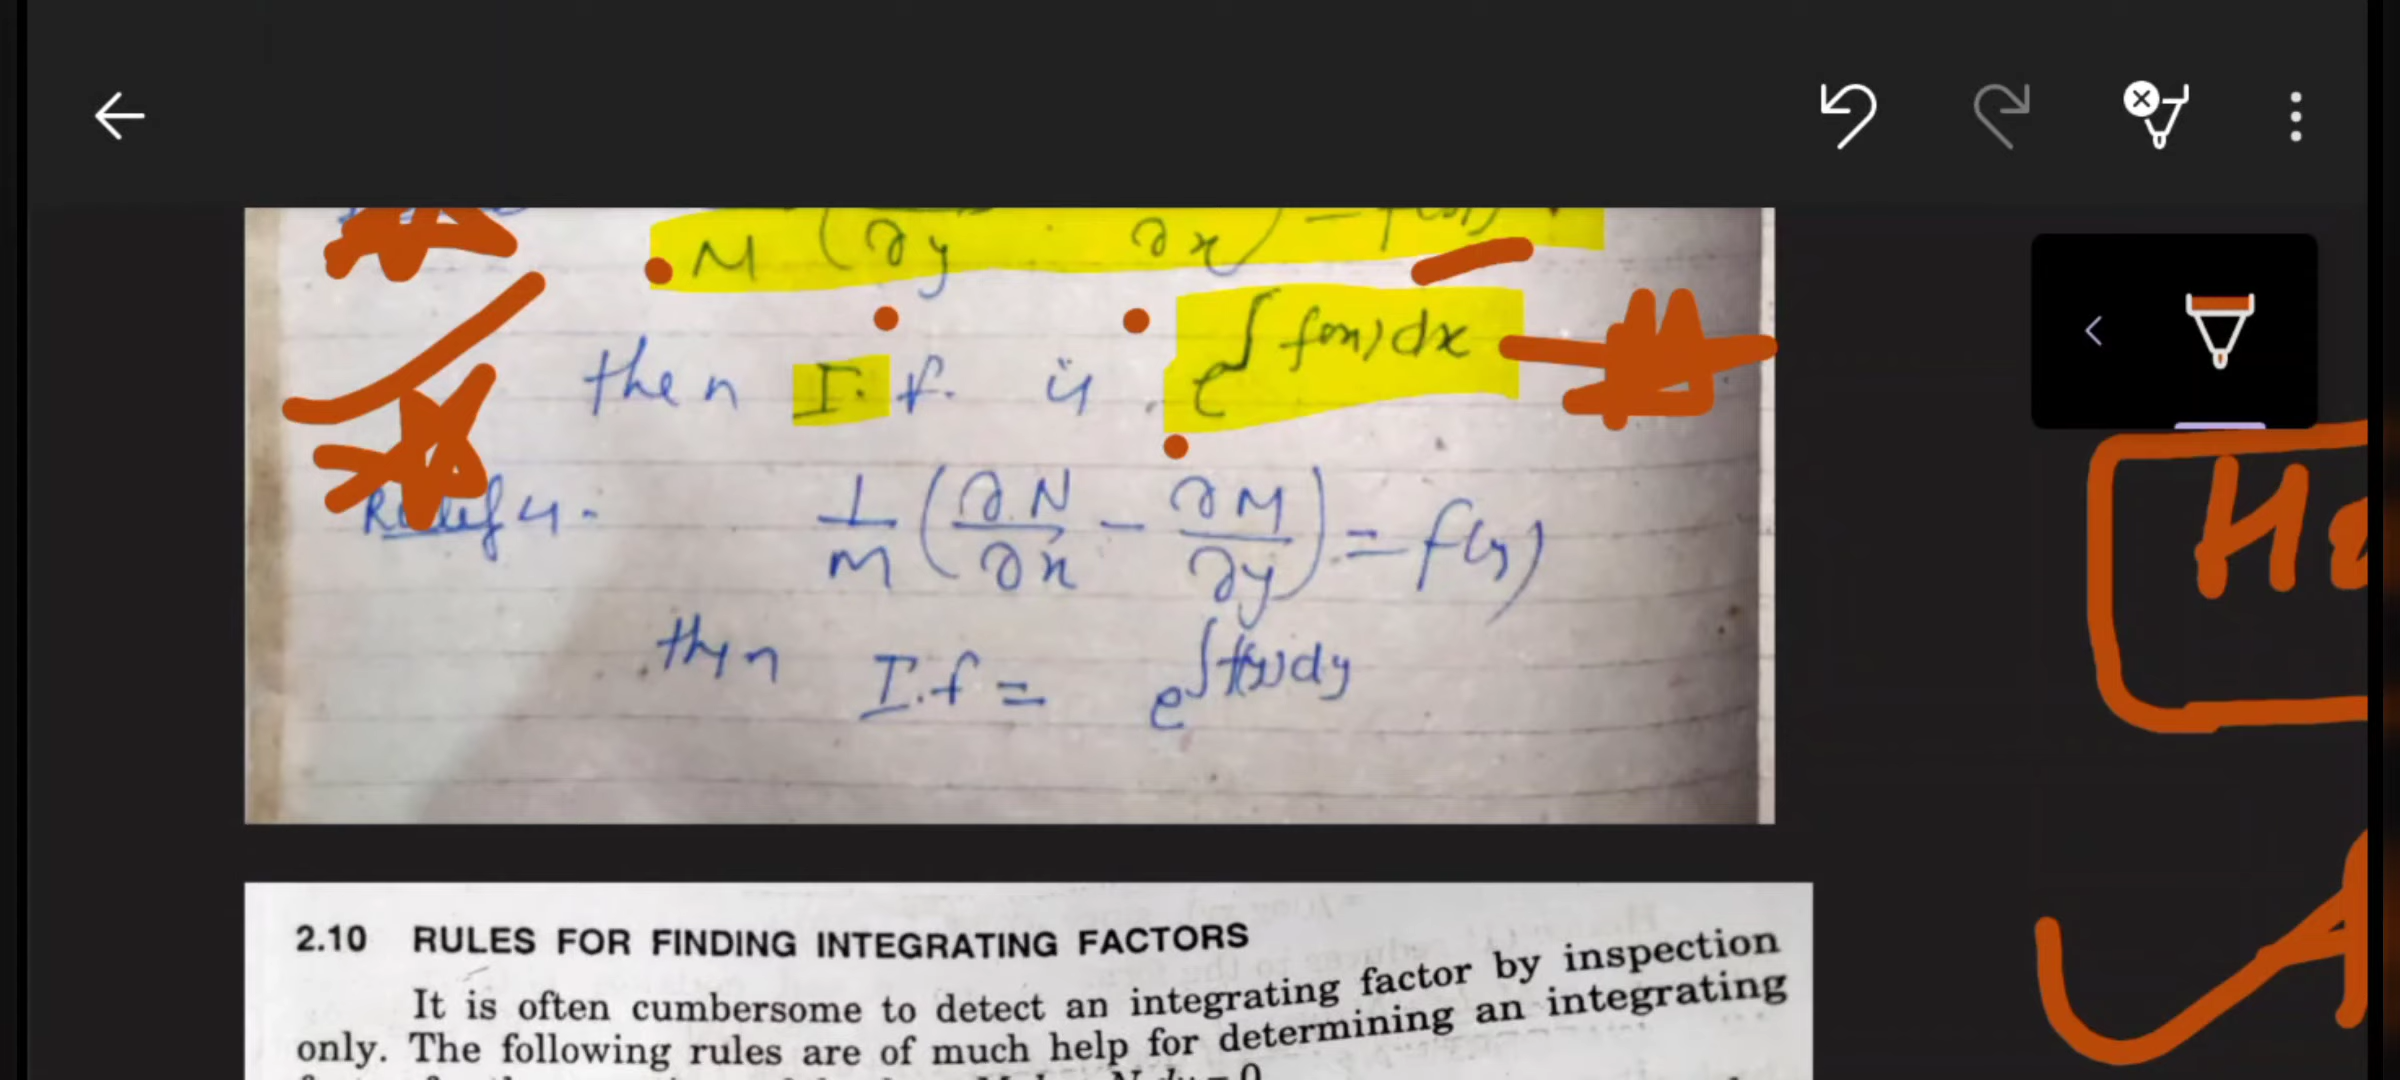 M ( ∂y ∂x ) = f(x)
then I.f. is e^∫f(x)dx
Rule 4. 1/M (∂N/∂x - ∂M/∂y) = f(y)
then I.f = e^∫f(y)dy
2.10 RULES FOR FINDING INTEGRATING FACTORS
It is often cumbersome to detect an integrating factor by inspection
only. The following rules are of much help for determining an integrating